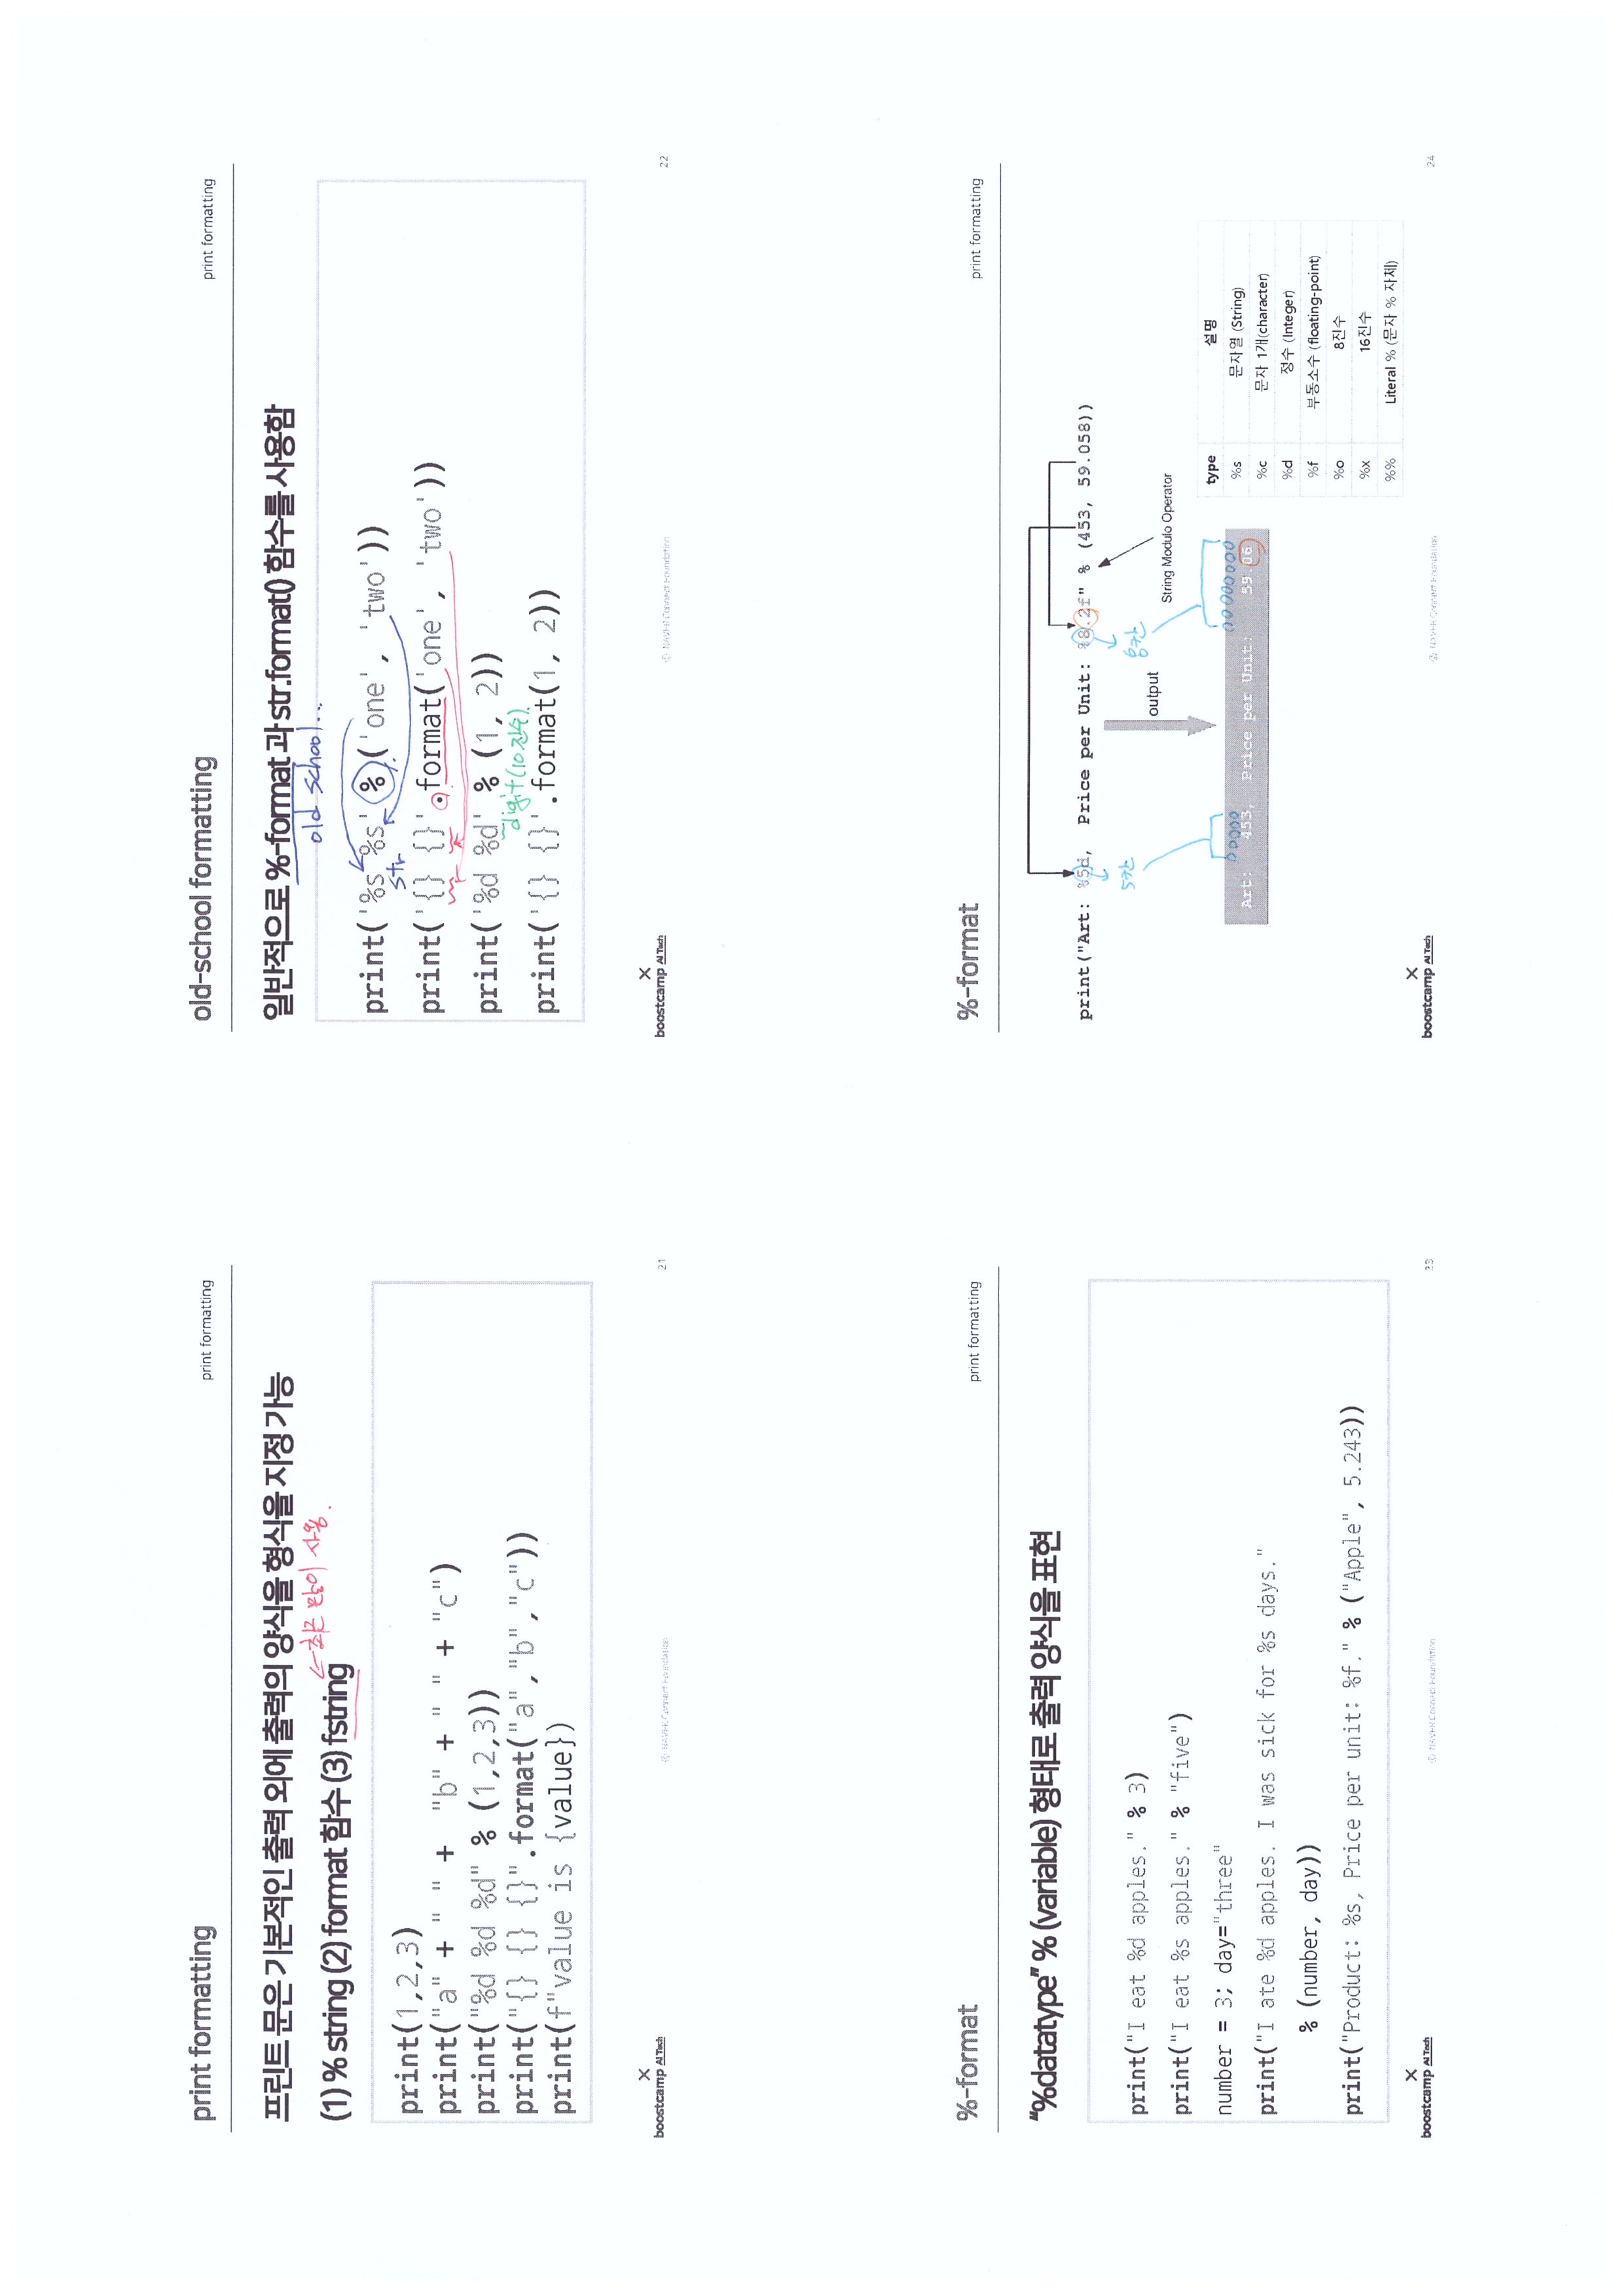 print formatting
print formatting
프린트 문은 기본적인 출력 외에 출력의 양식을 형식을 지정 가능
← 최근 많이 사용.
(1) % string (2) format 함수 (3) fstring
print(1,2,3)
print("a" + " " +  "b" + " " + "c")
print("%d %d %d" % (1,2,3))
print("{} {} {}".format("a","b","c"))
print(f"value is {value})
boostcamp AI Tech
© NAVER Connect Foundation
21
old-school formatting
print formatting
일반적으로 %-format 과 str.format() 함수를 사용함
old school...
print('%s %s' % ('one', 'two'))
str
print('{} {}'.format('one', 'two'))
print('%d %d' % (1, 2))
digit(10진수)
print('{} {}'.format(1, 2))
boostcamp AI Tech
© NAVER Connect Foundation
22
%-format
print formatting
"%datatype" % (variable) 형태로 출력 양식을 표현
print("I eat %d apples." % 3)
print("I eat %s apples." % "five")
number = 3; day="three"
print("I ate %d apples. I was sick for %s days."
% (number, day))
print("Product: %s, Price per unit: %f." % ("Apple", 5.243))
boostcamp AI Tech
© NAVER Connect Foundation
23
%-format
print formatting
print("Art: %5d,  Price per Unit: %8.2f" % (453, 59.058))
5칸
8칸
output
String Modulo Operator
Art:   453,  Price per Unit:    59.06
type 설명
%s 문자열 (String)
%c 문자 1개(character)
%d 정수 (Integer)
%f 부동소수 (floating-point)
%o 8진수
%x 16진수
%% Literal % (문자 % 자체)
boostcamp AI Tech
© NAVER Connect Foundation
24